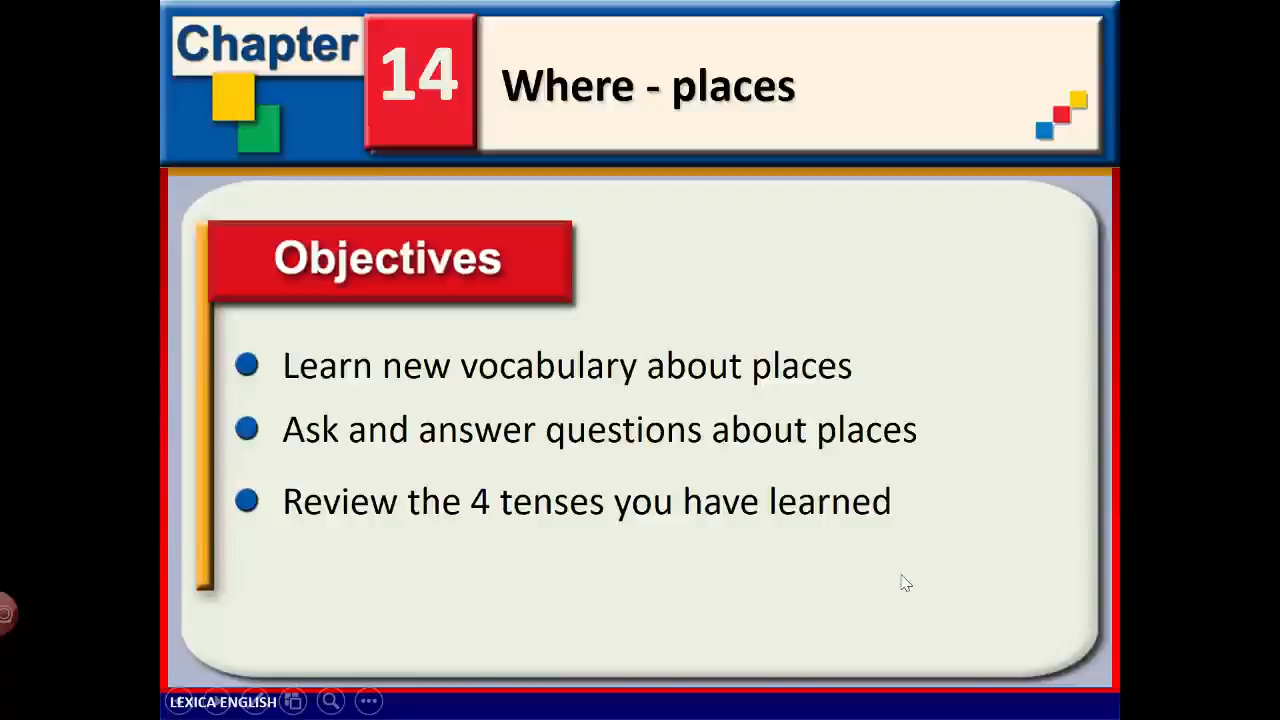 Chapter
14
Where - places
Objectives
Learn new vocabulary about places
Ask and answer questions about places
Review the 4 tenses you have learned
LEXICA ENGLISH